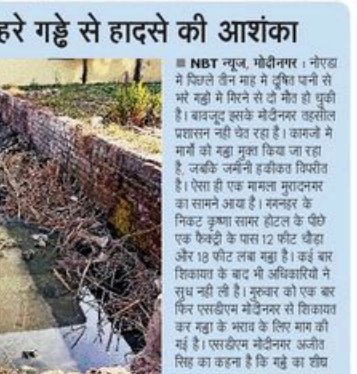 हरे गड्ढे से हादसे की आशंका
■ NBT न्यूज, मोदीनगर : नोएडा
मे पिछले तीन माह मे दूषित पानी से
भरे गड्ढो मे गिरने से दो मौत हो चुकी
है। बावजूद इसके मोदीनगर तहसील
प्रशासन नही चेत रहा है। कागजो मे
मार्गो को गड्ढा मुक्त किया जा रहा
है, जबकि जमीनी हकीकत विपरीत
है। ऐसा ही एक मामला मुरादनगर
का सामने आया है। गंगनहर के
निकट कृष्णा सागर होटल के पीछे
एक फैक्ट्री के पास 12 फीट चौड़ा
और 18 फीट लंबा गड्ढा है। कई बार
शिकायत के बाद भी अधिकारियो ने
सुध नही ली है। गुरुवार को एक बार
फिर एसडीएम मोदीनगर से शिकायत
कर गड्ढा के भराव के लिए मांग की
गई है। एसडीएम मोदीनगर अजीत
सिंह का कहना है कि गड्ढे का शीघ्र